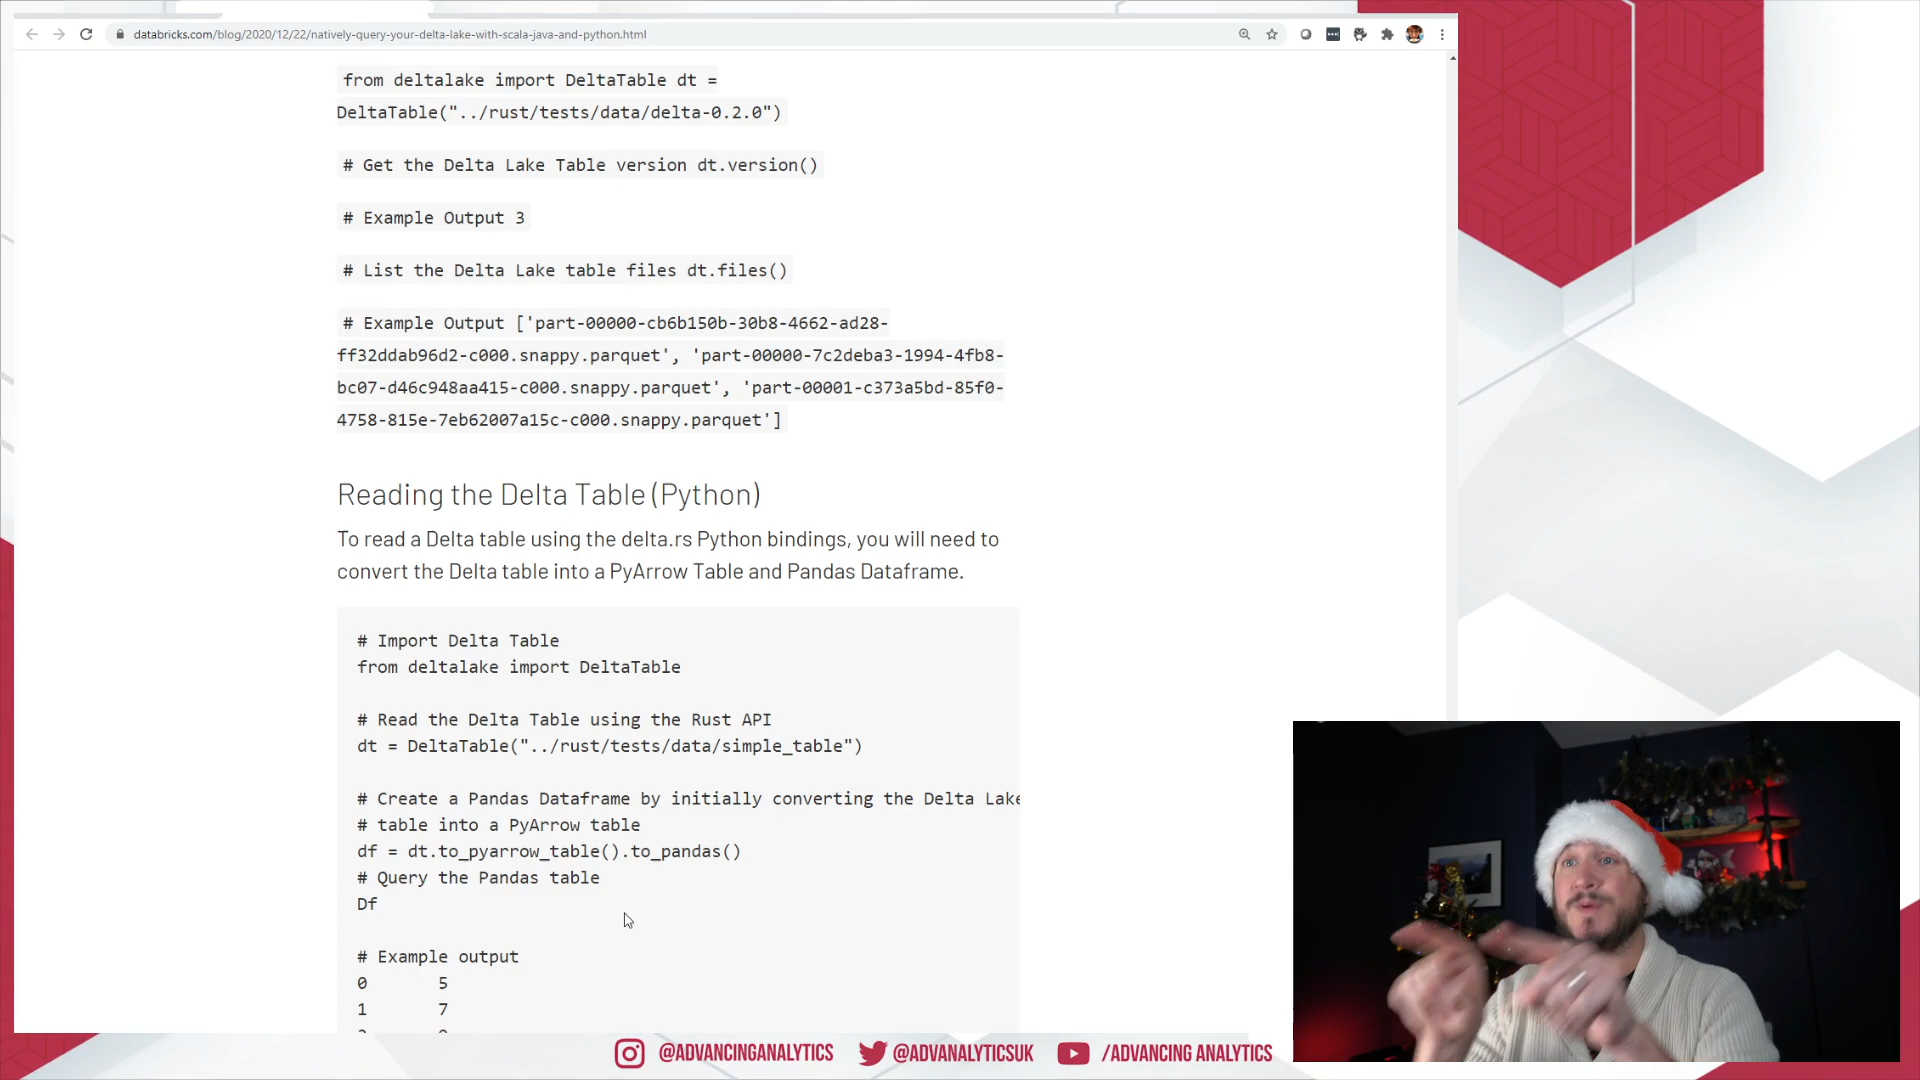 databricks.com/blog/2020/12/22/natively-query-your-delta-lake-with-scala-java-and-python.html
from deltalake import DeltaTable dt =
DeltaTable("../rust/tests/data/delta-0.2.0")
# Get the Delta Lake Table version dt.version()
# Example Output 3
# List the Delta Lake table files dt.files()
# Example Output ['part-00000-cb6b150b-30b8-4662-ad28-
ff32ddab96d2-c000.snappy.parquet', 'part-00000-7c2deba3-1994-4fb8-
bc07-d46c948aa415-c000.snappy.parquet', 'part-00001-c373a5bd-85f0-
4758-815e-7eb62007a15c-c000.snappy.parquet']
Reading the Delta Table (Python)
To read a Delta table using the delta.rs Python bindings, you will need to
convert the Delta table into a PyArrow Table and Pandas Dataframe.
# Import Delta Table
from deltalake import DeltaTable
# Read the Delta Table using the Rust API
dt = DeltaTable("../rust/tests/data/simple_table")
# Create a Pandas Dataframe by initially converting the Delta Lake
# table into a PyArrow table
df = dt.to_pyarrow_table().to_pandas()
# Query the Pandas table
Df
# Example output
0 5
1 7
@ADVANCINGANALYTICS @ADVANALYTICSUK /ADVANCING ANALYTICS